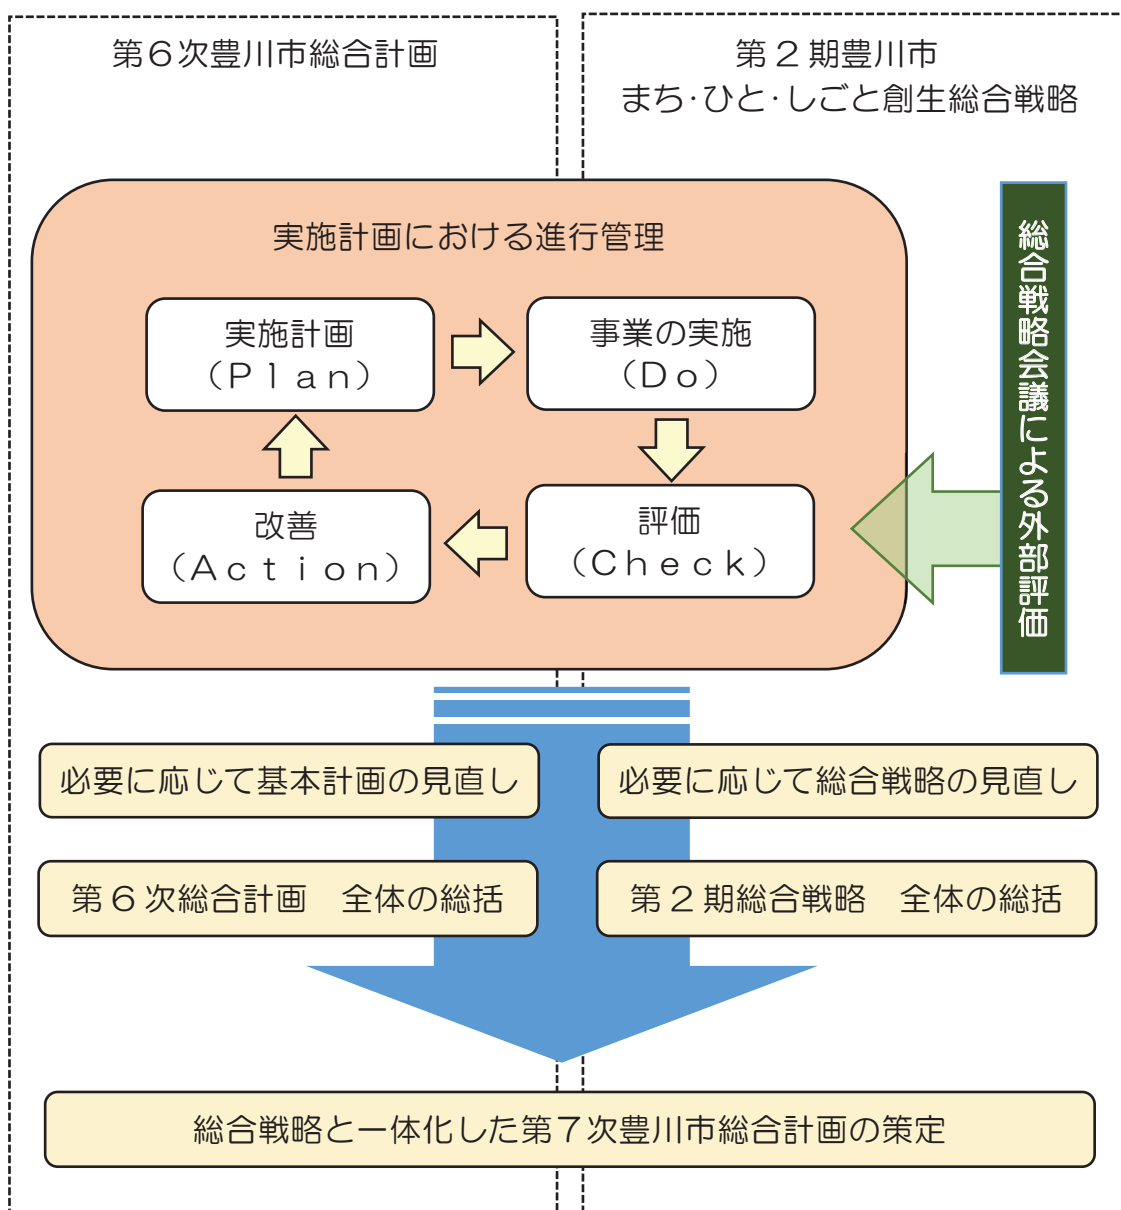 第６次豊川市総合計画
第２期豊川市
まち・ひと・しごと創生総合戦略
実施計画における進行管理
実施計画
（Ｐｌａｎ）
事業の実施
（Ｄｏ）
評価
（Ｃｈｅｃｋ）
改善
（Ａｃｔｉｏｎ）
総合戦略会議による外部評価
必要に応じて基本計画の見直し
必要に応じて総合戦略の見直し
第６次総合計画　全体の総括
第２期総合戦略　全体の総括
総合戦略と一体化した第７次豊川市総合計画の策定